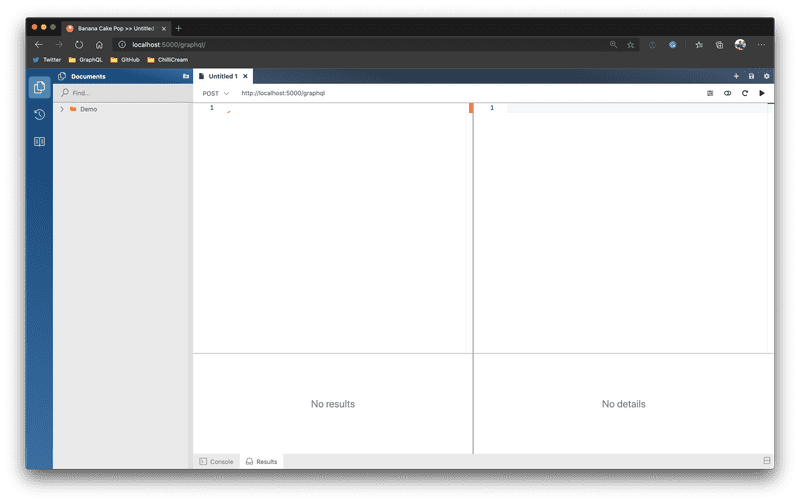 Banana Cake Pop >> Untitled
localhost:5000/graphql/
Twitter GraphQL GitHub ChilliCream
Documents
Untitled 1
Find...
POST http://localhost:5000/graphql
Demo
1
1
No results
No details
Console Results